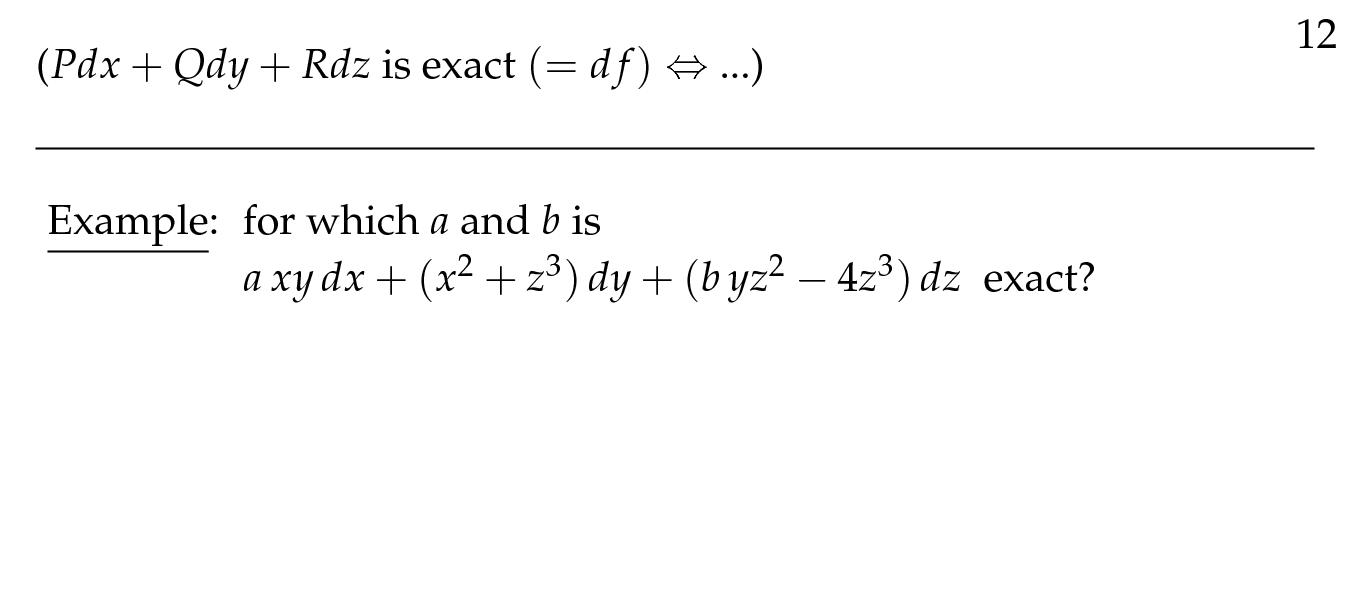 12
(Pdx + Qdy + Rdz is exact (= df) ⇔ ...)
Example: for which a and b is
a xy dx + (x² + z³) dy + (b yz² − 4z³) dz exact?